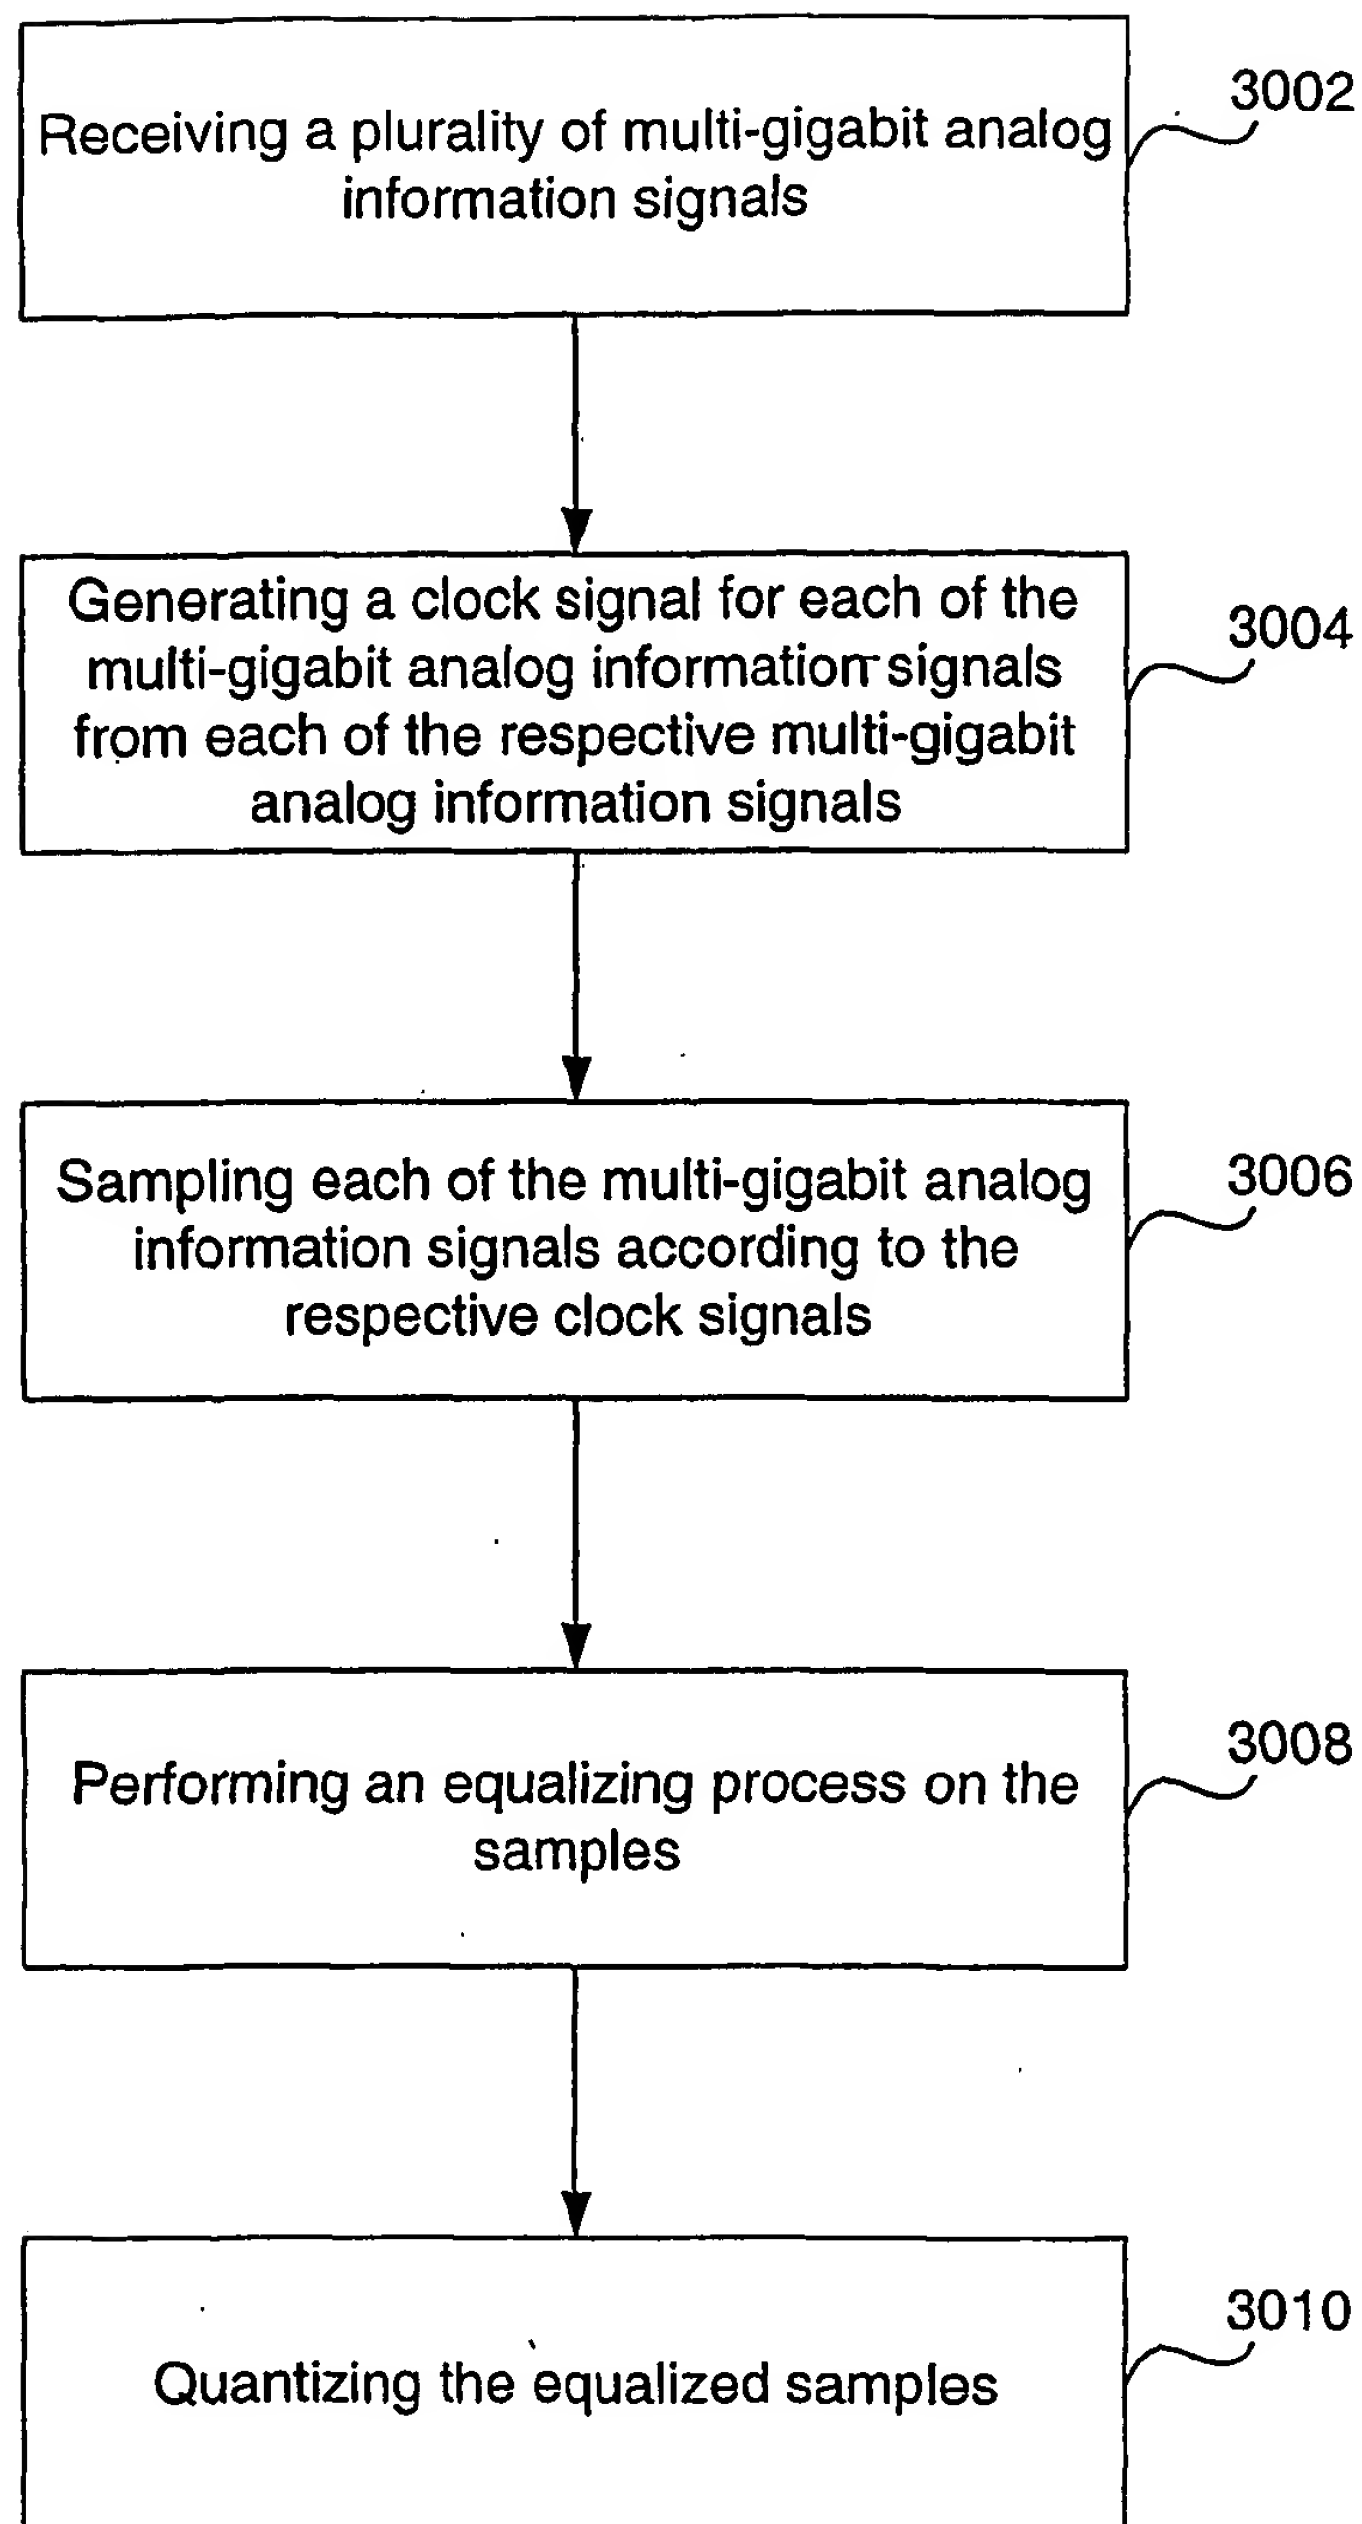 Receiving a plurality of multi-gigabit analog
information signals
3002
Generating a clock signal for each of the
multi-gigabit analog information signals
from each of the respective multi-gigabit
analog information signals
3004
Sampling each of the multi-gigabit analog
information signals according to the
respective clock signals
3006
Performing an equalizing process on the
samples
3008
Quantizing the equalized samples
3010